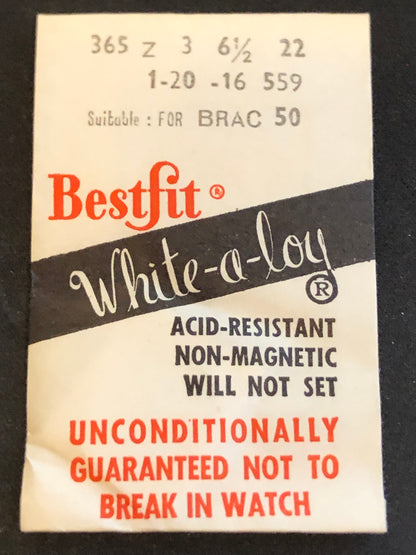 365 Z 3 6½ 22
1-20 -16 559
Suitable : FOR BRAC 50
Bestfit ®
White-a-loy ®
ACID-RESISTANT
NON-MAGNETIC
WILL NOT SET
UNCONDITIONALLY
GUARANTEED NOT TO
BREAK IN WATCH